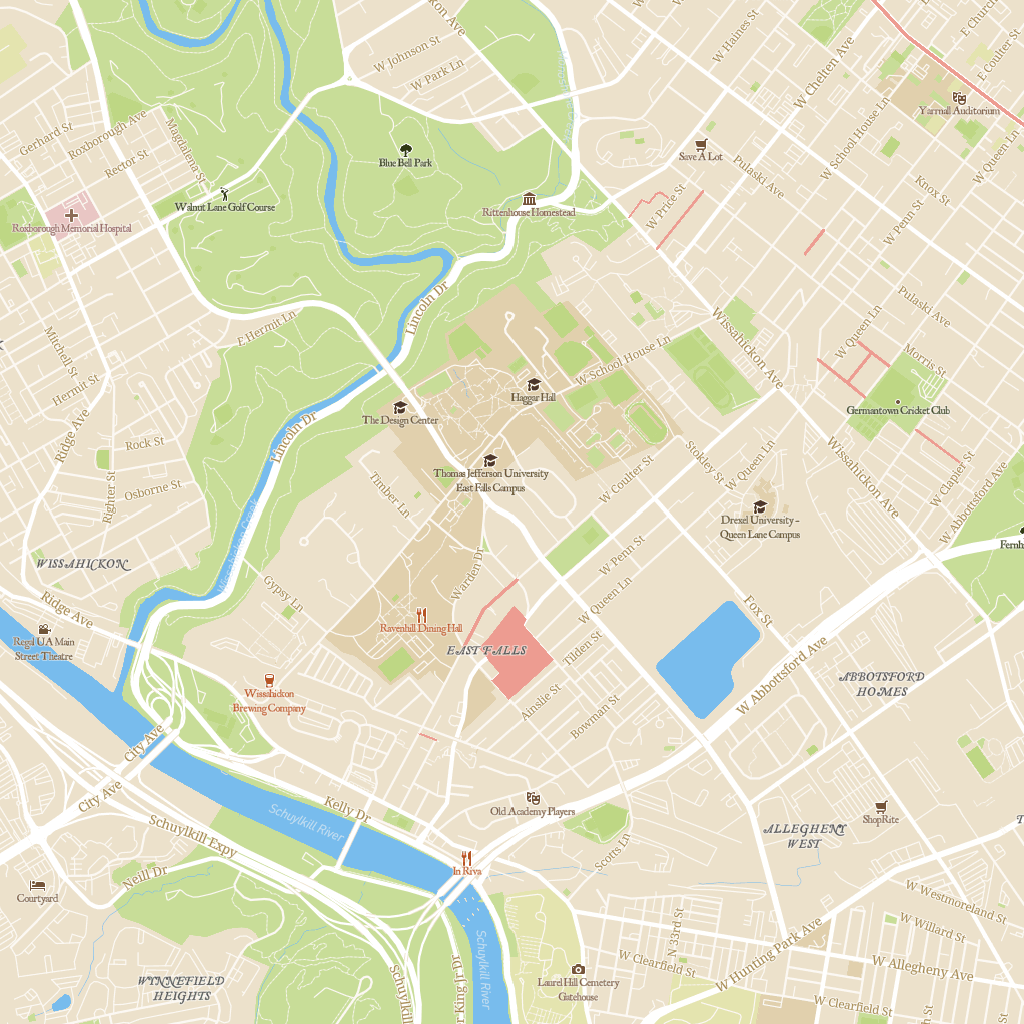 W Johnson St
W Park Ln
W Haines St
W Chelten Ave
E Coulter St
Yarrnall Auditorium
Gerhard St
Roxborough Ave
Rector St
Magdalena St
Blue Bell Park
Save A Lot
Pulaski Ave
W School House Ln
W Queen Ln
Knox St
W Penn St
Walnut Lane Golf Course
Rittenhouse Homestead
W Price St
Roxborough Memorial Hospital
Lincoln Dr
E Hermit Ln
Mitchell St
Hermit St
Wissahickon Ave
Pulaski Ave
W Queen Ln
Morris St
W School House Ln
Haggar Hall
The Design Center
Germantown Cricket Club
Ridge Ave
Rock St
Lincoln Dr
Righter St
Osborne St
Timber Ln
Thomas Jefferson University
East Falls Campus
W Coulter St
Stokley St
W Queen Ln
Wissahickon Ave
W Clapier St
W Abbottsford Ave
Drexel University -
Queen Lane Campus
Wissahickon Creek
WISSAHICKON
Ridge Ave
Gypsy Ln
Warden Dr
W Penn St
W Queen Ln
Fox St
Regal UA Main
Street Theatre
Ravenhill Dining Hall
EAST FALLS
Tilden St
Ainslie St
Bowman St
W Abbottsford Ave
ABBOTSFORD
HOMES
Wissahickon
Brewing Company
City Ave
City Ave
Kelly Dr
Schuylkill River
Schuylkill Expy
Old Academy Players
ShopRite
ALLEGHENY
WEST
Scotts Ln
In Riva
Neill Dr
Courtyard
W Westmoreland St
W Willard St
N 33rd St
W Clearfield St
W Hunting Park Ave
W Allegheny Ave
W Clearfield St
Laurel Hill Cemetery
Gatehouse
Schuylkill River
WYNNEFIELD
HEIGHTS